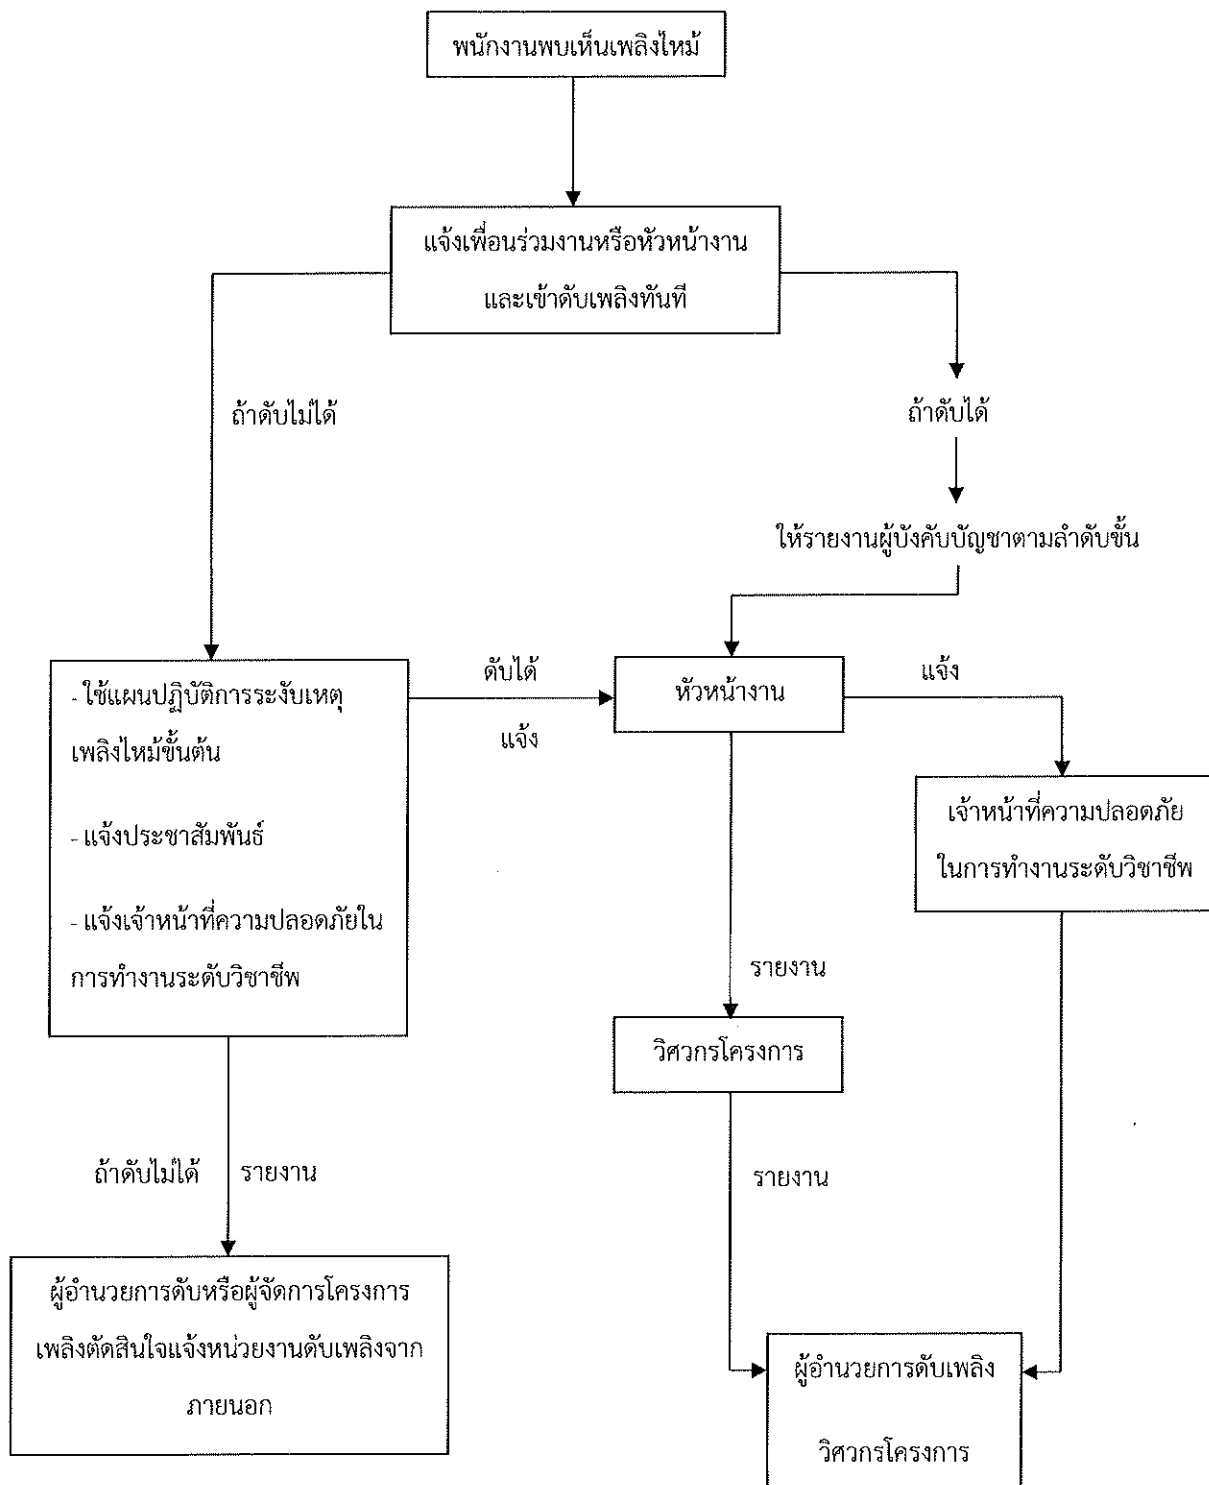 พนักงานพบเห็นเพลิงไหม้
แจ้งเพื่อนร่วมงานหรือหัวหน้างาน
และเข้าดับเพลิงทันที
ถ้าดับไม่ได้
ถ้าดับได้
ให้รายงานผู้บังคับบัญชาตามลำดับขั้น
- ใช้แผนปฏิบัติการระงับเหตุ
เพลิงไหม้ขั้นต้น
- แจ้งประชาสัมพันธ์
- แจ้งเจ้าหน้าที่ความปลอดภัยใน
การทำงานระดับวิชาชีพ
ดับได้
แจ้ง
หัวหน้างาน
แจ้ง
เจ้าหน้าที่ความปลอดภัย
ในการทำงานระดับวิชาชีพ
รายงาน
วิศวกรโครงการ
ถ้าดับไม่ได้
รายงาน
รายงาน
ผู้อำนวยการดับหรือผู้จัดการโครงการ
เพลิงตัดสินใจแจ้งหน่วยงานดับเพลิงจาก
ภายนอก
ผู้อำนวยการดับเพลิง
วิศวกรโครงการ